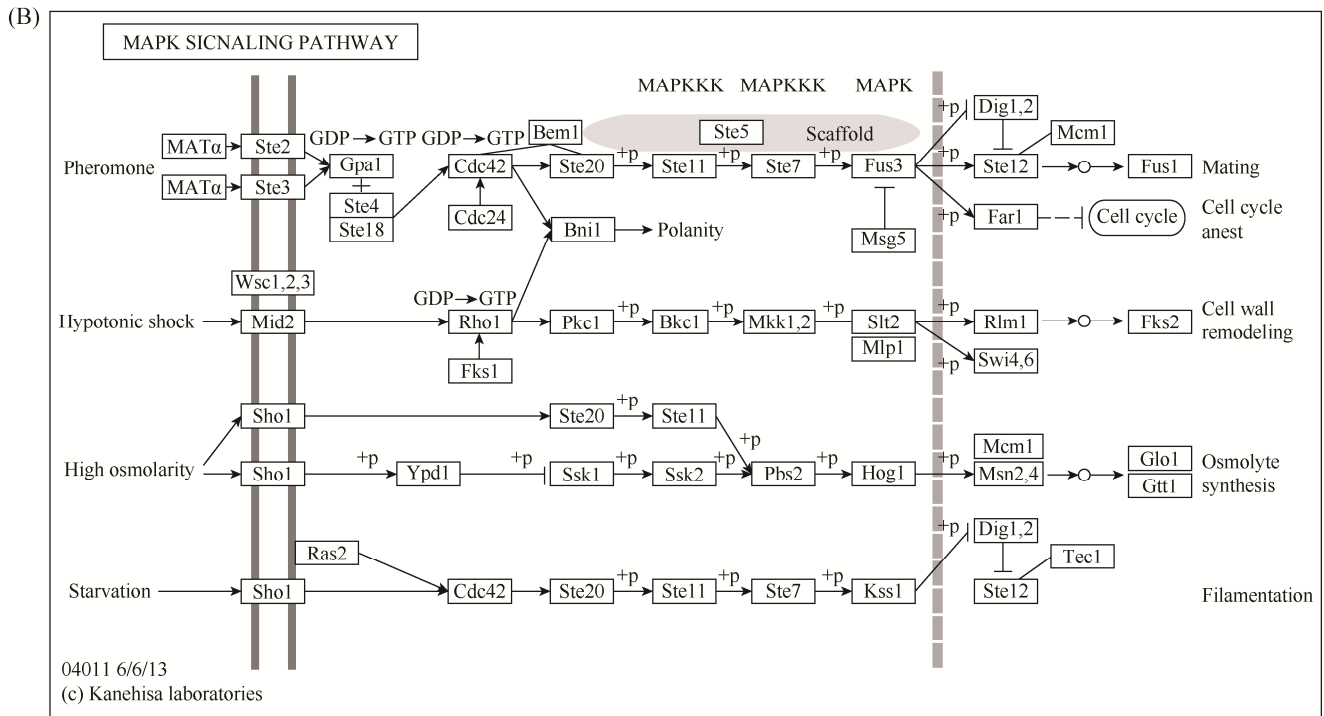 (B)
MAPK SICNALING PATHWAY
MAPKKK MAPKKK MAPK
+p Dig1,2
MATα Ste2 GDP GTP GDP GTP Bem1 Ste5 Scaffold Mcm1
Pheromone Gpa1 Cdc42 Ste20 +p Ste11 +p Ste7 +p Fus3 +p Ste12 Fus1 Mating
MATα Ste3
Ste4
Ste18 Cdc24 Bni1 Polanity Msg5 +p Far1 Cell cycle Cell cycle
anest
Wsc1,2,3
GDP GTP
Hypotonic shock Mid2 Rho1 Pkc1 +p Bkc1 +p Mkk1,2 +p Slt2 +p Rlm1 Fks2 Cell wall
remodeling
Mlp1 +p Swi4,6
Fks1
Sho1 Ste20 +p Ste11
+p
Mcm1
High osmolarity Sho1 +p Ypd1 +p Ssk1 +p Ssk2 +p Pbs2 +p Hog1 +p Msn2,4 Glo1 Osmolyte
Gtt1 synthesis
+p Dig1,2
Ras2 Tec1
Starvation Sho1 Cdc42 Ste20 +p Ste11 +p Ste7 +p Kss1 Ste12 Filamentation
04011 6/6/13
(c) Kanehisa laboratories